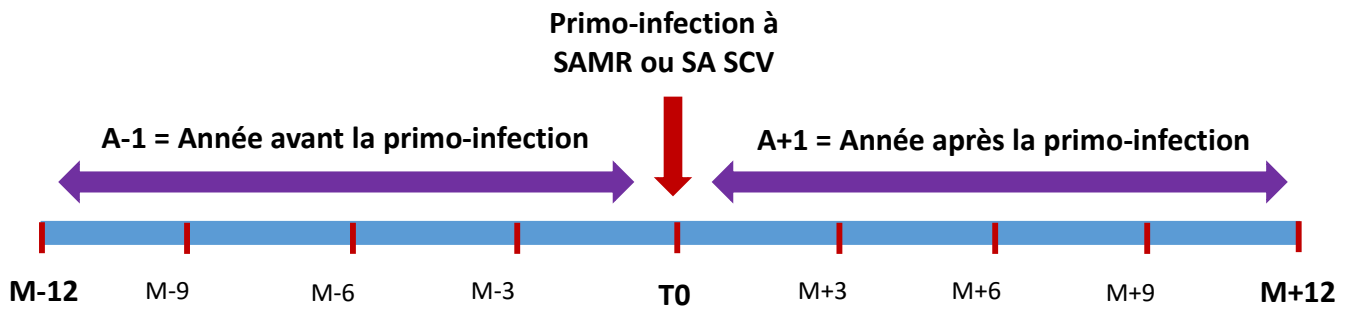 Primo-infection à
SAMR ou SA SCV
A-1 = Année avant la primo-infection
A+1 = Année après la primo-infection
M-12
M-9
M-6
M-3
T0
M+3
M+6
M+9
M+12